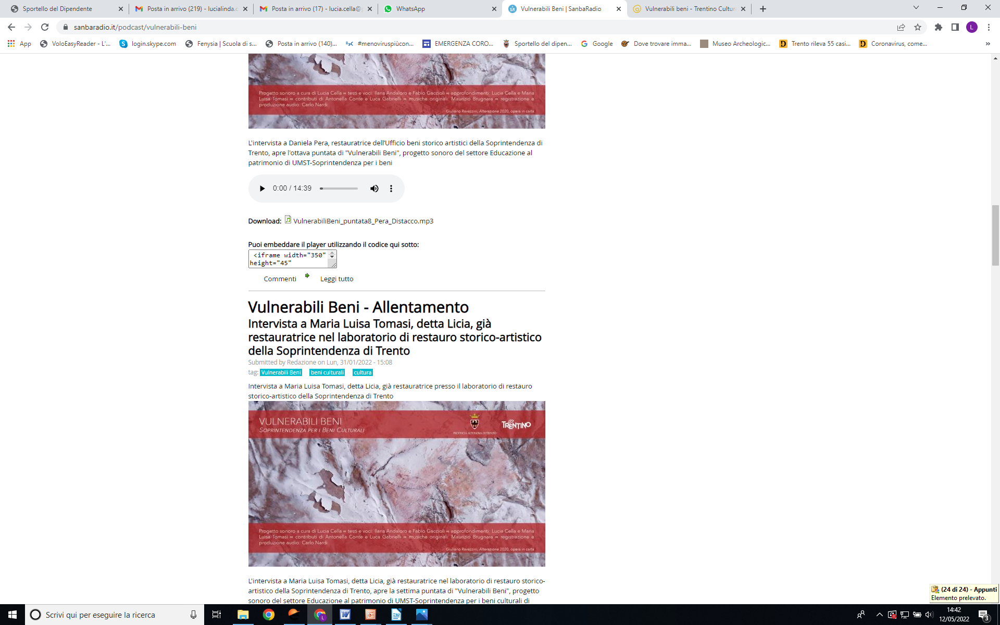 Sportello del Dipendente
Posta in arrivo (219) - lucialinda.c
Posta in arrivo (17) - lucia.cella@
WhatsApp
Vulnerabili Beni | SanbaRadio
Vulnerabili beni - Trentino Cultur
sanbaradio.it/podcast/vulnerabili-beni
L
App
VoloEasyReader - L'...
login.skype.com
Fenysia | Scuola di s...
Posta in arrivo (140)...
#menoviruspiùcon...
EMERGENZA CORO...
Sportello del dipen...
Google
Dove trovare imma...
Museo Archeologic...
Trento rileva 55 casi...
Coronavirus, come...
Progetto sonoro a cura di Lucia Cella = testi e voci: Ilaria Andaloro e Fabio Gaccioli = approfondimenti: Lucia Cella e Maria
Luisa Tomasi = contributi di Antonella Conte e Luca Gabrielli = musiche originali: Maurizio Brugnara = registrazione e
produzione audio: Carlo Nardi
Giuliano Ravazzini, Alterazione 2020, opera in carta
L'intervista a Daniela Pera, restauratrice dell'Ufficio beni storico artistici della Soprintendenza di
Trento, apre l'ottava puntata di "Vulnerabili Beni", progetto sonoro del settore Educazione al
patrimonio di UMST-Soprintendenza per i beni
0:00 / 14:39
Download: VulnerabiliBeni_puntata8_Pera_Distacco.mp3
Puoi embeddare il player utilizzando il codice qui sotto:
<iframe width="350"
height="45"
Commenti
Leggi tutto
Vulnerabili Beni - Allentamento
Intervista a Maria Luisa Tomasi, detta Licia, già
restauratrice nel laboratorio di restauro storico-artistico
della Soprintendenza di Trento
Submitted by Redazione on Lun, 31/01/2022 - 15:08
tag: Vulnerabili Beni beni culturali cultura
Intervista a Maria Luisa Tomasi, detta Licia, già restauratrice presso il laboratorio di restauro
storico-artistico della Soprintendenza di Trento
VULNERABILI BENI
SOPRINTENDENZA PER I BENI CULTURALI
PROVINCIA AUTONOMA DI TRENTO
TRENTINO
Progetto sonoro a cura di Lucia Cella = testi e voci: Ilaria Andaloro e Fabio Gaccioli = approfondimenti: Lucia Cella e Maria
Luisa Tomasi = contributi di Antonella Conte e Luca Gabrielli = musiche originali: Maurizio Brugnara = registrazione e
produzione audio: Carlo Nardi
Giuliano Ravazzini, Alterazione 2020, opera in carta
L'intervista a Maria Luisa Tomasi, detta Licia, già restauratrice nel laboratorio di restauro storico-
artistico della Soprintendenza di Trento, apre la settima puntata di "Vulnerabili Beni", progetto
sonoro del settore Educazione al patrimonio di UMST-Soprintendenza per i beni culturali di
(24 di 24) - Appunti
Elemento prelevato.
Scrivi qui per eseguire la ricerca
14:42
12/05/2022
3